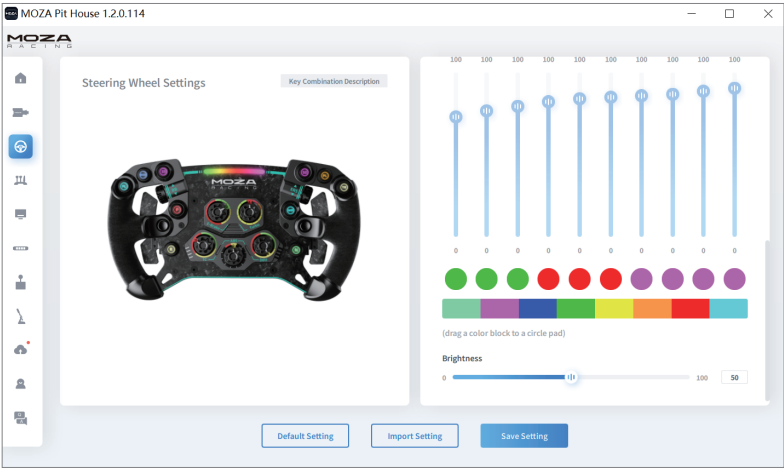 MOZA Pit House 1.2.0.114
MOZA
RACING
Steering Wheel Settings
Key Combination Description
MOZA
RACING
100 100 100 100 100 100 100 100 100 100
0 0 0 0 0 0 0 0 0 0
(drag a color block to a circle pad)
Brightness
0 100 50
Default Setting Import Setting Save Setting